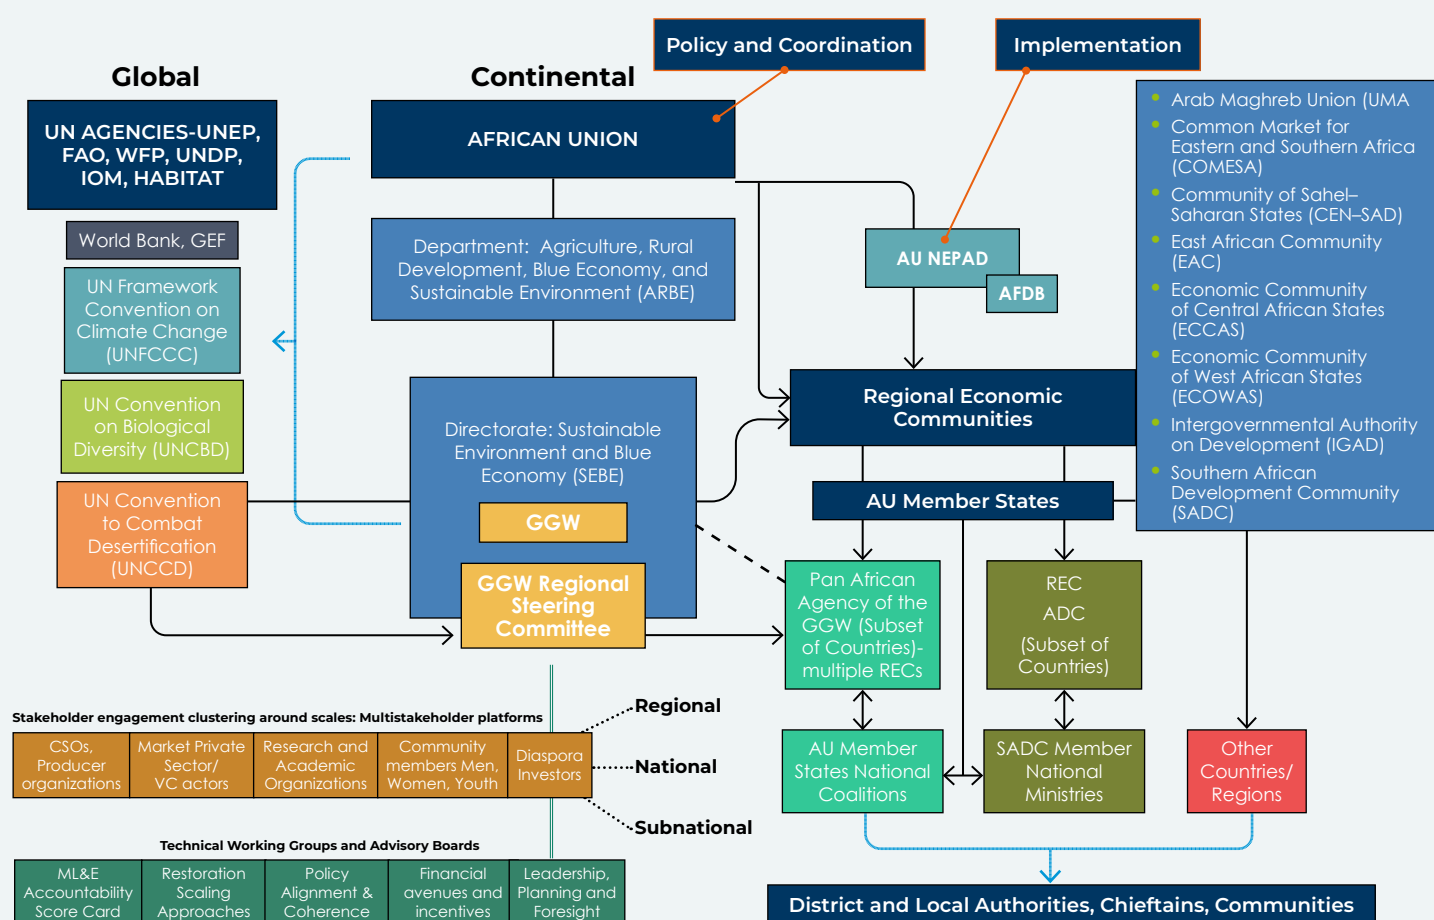 Policy and Coordination
Implementation
Global
Continental
UN AGENCIES-UNEP,
FAO, WFP, UNDP,
IOM, HABITAT
World Bank, GEF
UN Framework
Convention on
Climate Change
(UNFCCC)
UN Convention
on Biological
Diversity (UNCBD)
UN Convention
to Combat
Desertification
(UNCCD)
AFRICAN UNION
Department:  Agriculture, Rural
Development, Blue Economy, and
Sustainable Environment (ARBE)
Directorate: Sustainable
Environment and Blue
Economy (SEBE)
GGW
GGW Regional
Steering
Committee
AU NEPAD
AFDB
Regional Economic
Communities
AU Member States
• Arab Maghreb Union (UMA
• Common Market for
Eastern and Southern Africa
(COMESA)
• Community of Sahel–
Saharan States (CEN–SAD)
• East African Community
(EAC)
• Economic Community
of Central African States
(ECCAS)
• Economic Community
of West African States
(ECOWAS)
• Intergovernmental Authority
on Development (IGAD)
• Southern African
Development Community
(SADC)
Pan African
Agency of the
GGW (Subset
of Countries)-
multiple RECs
REC
ADC
(Subset of
Countries)
AU Member
States National
Coalitions
SADC Member
National
Ministries
Other
Countries/
Regions
District and Local Authorities, Chieftains, Communities
Stakeholder engagement clustering around scales: Multistakeholder platforms
CSOs,
Producer
organizations
Market Private
Sector/
VC actors
Research and
Academic
Organizations
Community
members Men,
Women, Youth
Diaspora
Investors
Regional
National
Subnational
Technical Working Groups and Advisory Boards
ML&E
Accountability
Score Card
Restoration
Scaling
Approaches
Policy
Alignment &
Coherence
Financial
avenues and
incentives
Leadership,
Planning and
Foresight